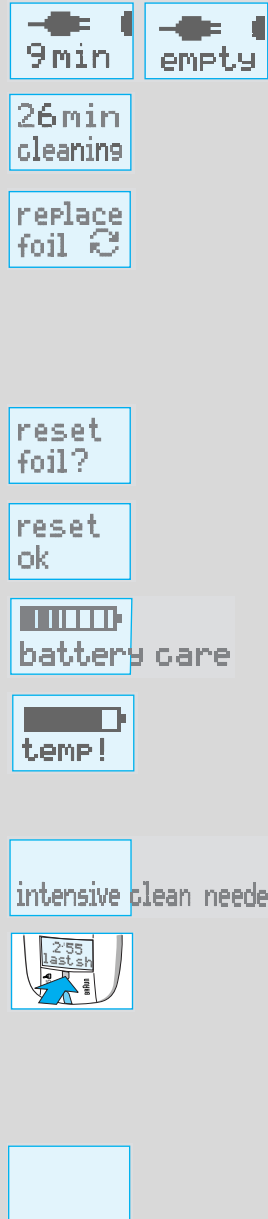 9min
empty
26min
cleaning
replace
foil
reset
foil?
reset
ok
battery care
temp!
intensive clean neede
2:55
last sh
BRAUN